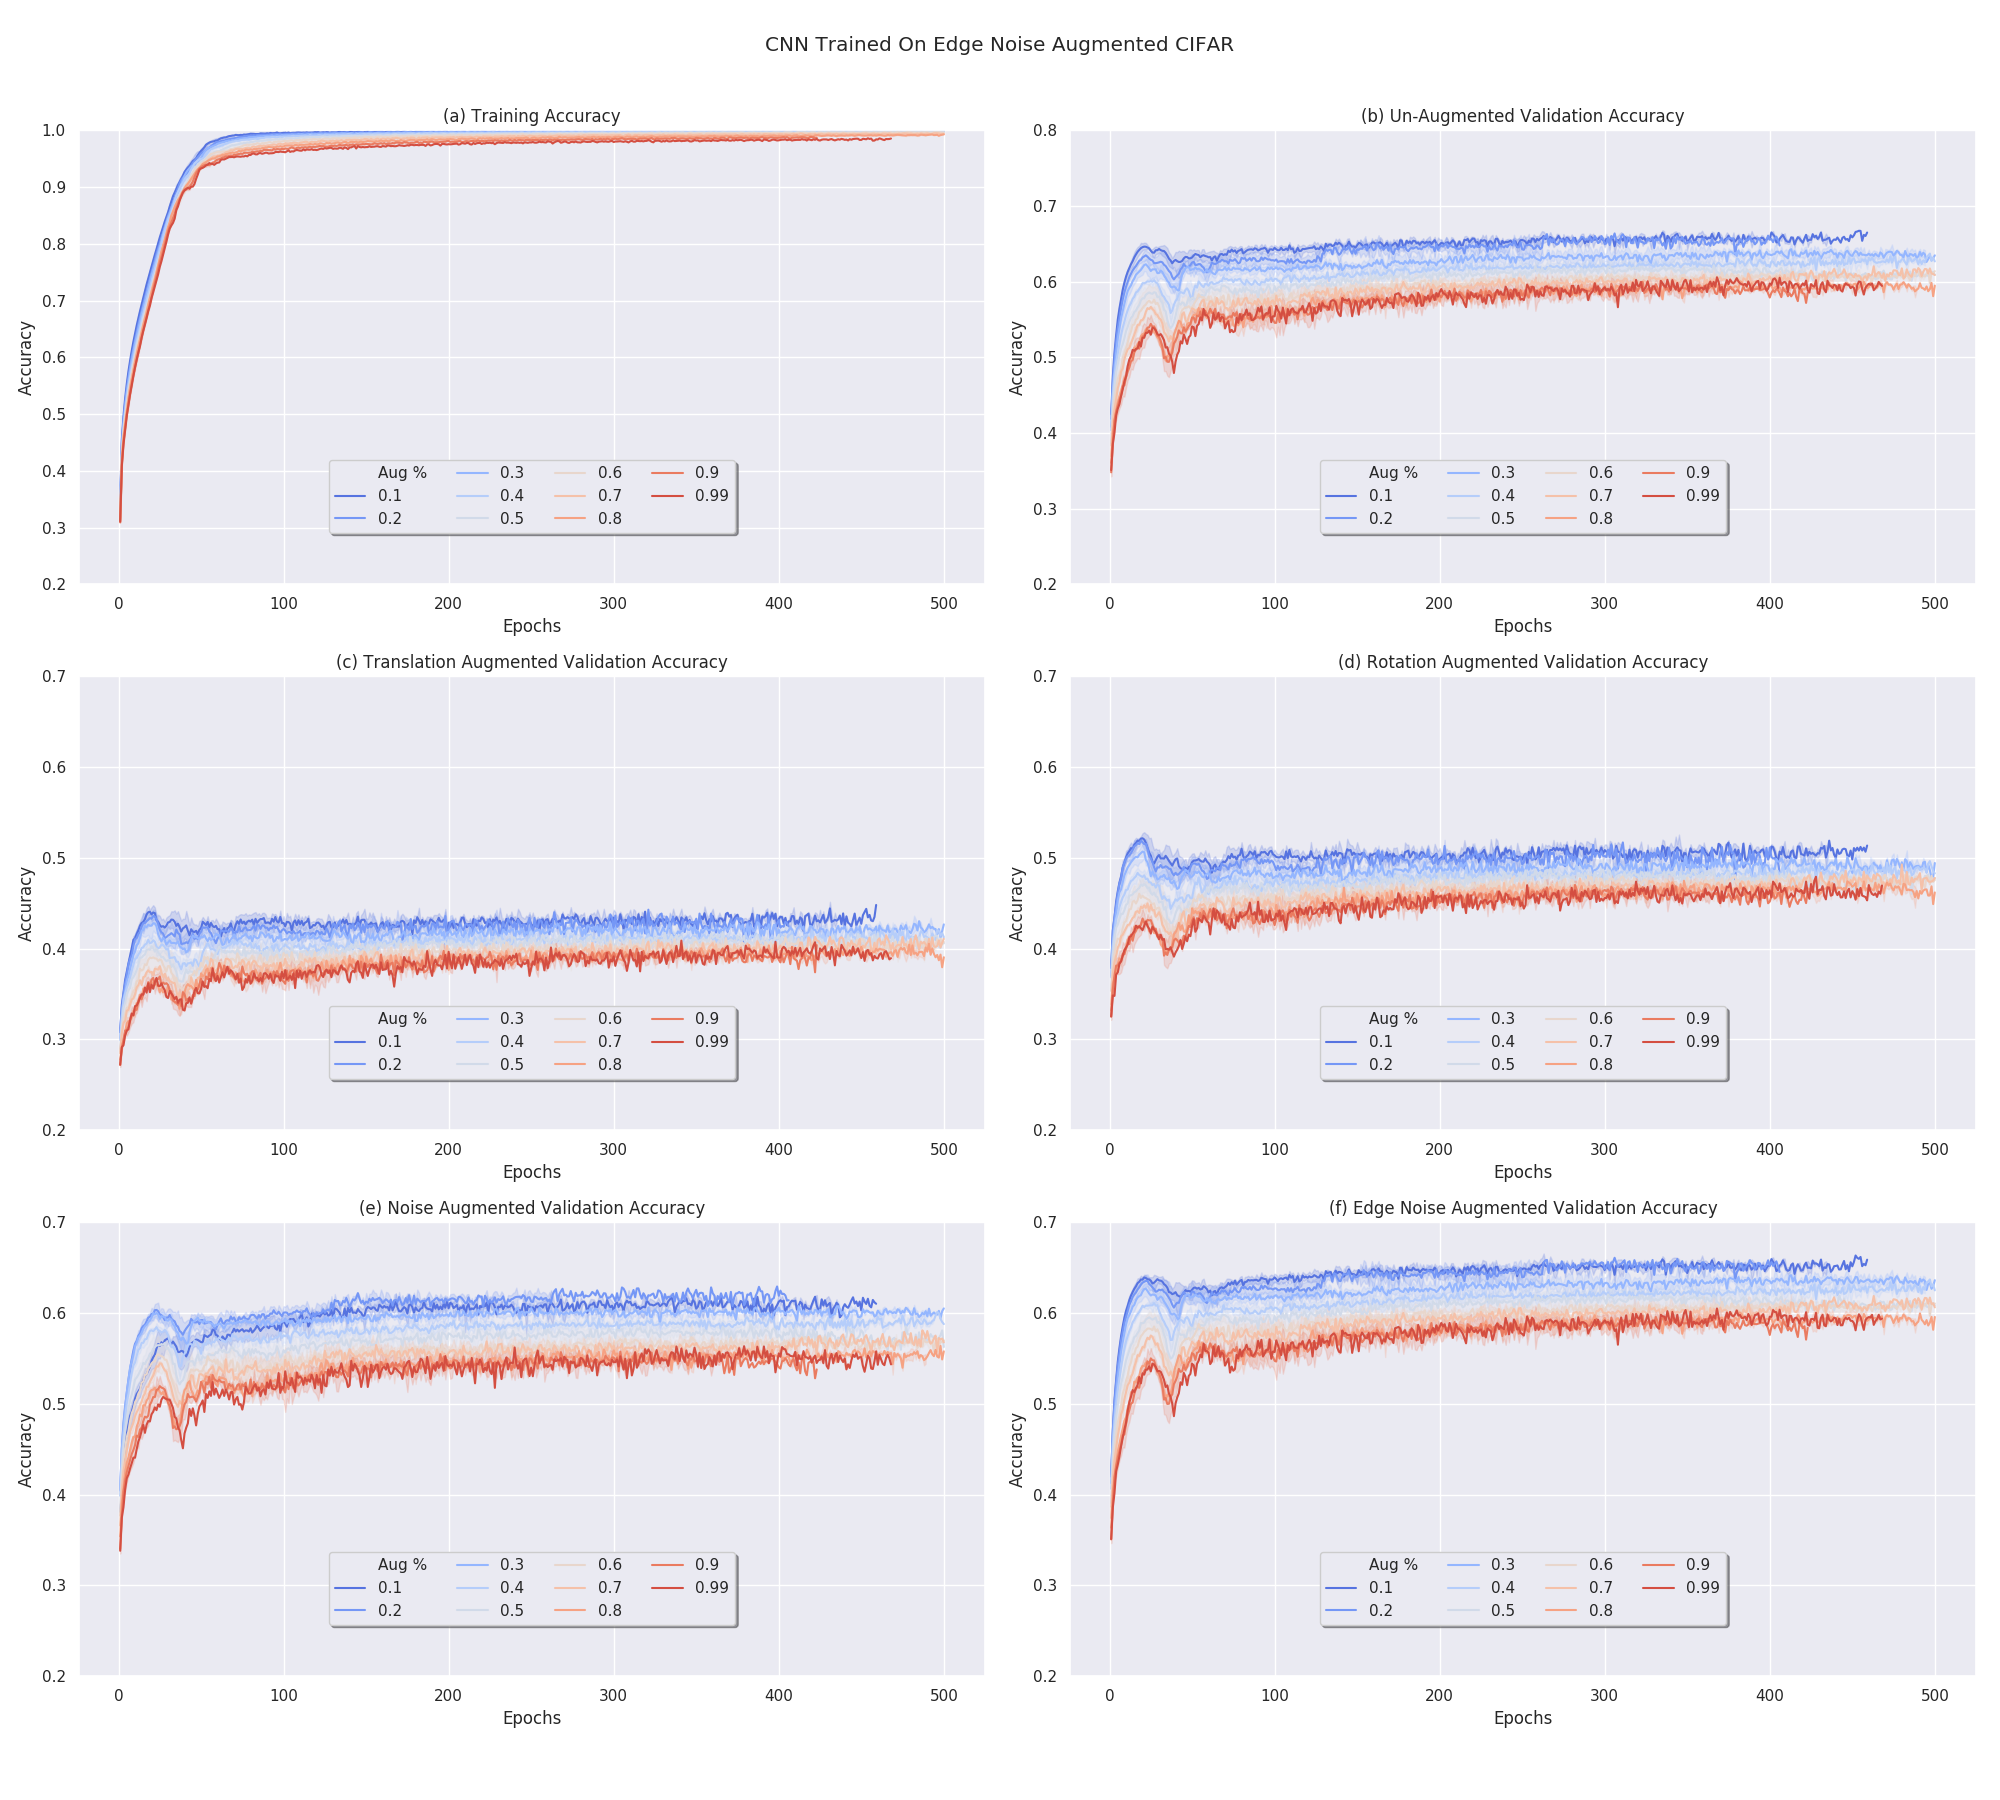 CNN Trained On Edge Noise Augmented CIFAR
(a) Training Accuracy
Accuracy
1.0
0.9
0.8
0.7
0.6
0.5
0.4
0.3
0.2
Aug % 0.3 0.6 0.9
0.1 0.4 0.7 0.99
0.2 0.5 0.8
0 100 200 300 400 500
Epochs
(b) Un-Augmented Validation Accuracy
Accuracy
0.8
0.7
0.6
0.5
0.4
0.3
0.2
Aug % 0.3 0.6 0.9
0.1 0.4 0.7 0.99
0.2 0.5 0.8
0 100 200 300 400 500
Epochs
(c) Translation Augmented Validation Accuracy
Accuracy
0.7
0.6
0.5
0.4
0.3
0.2
Aug % 0.3 0.6 0.9
0.1 0.4 0.7 0.99
0.2 0.5 0.8
0 100 200 300 400 500
Epochs
(d) Rotation Augmented Validation Accuracy
Accuracy
0.7
0.6
0.5
0.4
0.3
0.2
Aug % 0.3 0.6 0.9
0.1 0.4 0.7 0.99
0.2 0.5 0.8
0 100 200 300 400 500
Epochs
(e) Noise Augmented Validation Accuracy
Accuracy
0.7
0.6
0.5
0.4
0.3
0.2
Aug % 0.3 0.6 0.9
0.1 0.4 0.7 0.99
0.2 0.5 0.8
0 100 200 300 400 500
Epochs
(f) Edge Noise Augmented Validation Accuracy
Accuracy
0.7
0.6
0.5
0.4
0.3
0.2
Aug % 0.3 0.6 0.9
0.1 0.4 0.7 0.99
0.2 0.5 0.8
0 100 200 300 400 500
Epochs